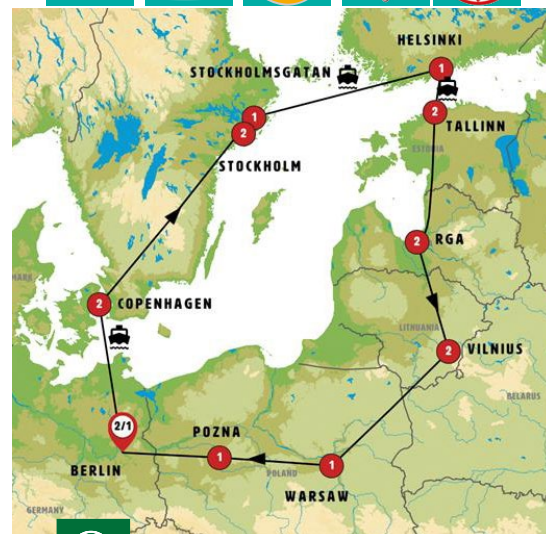 HELSINKI
1
STOCKHOLMSGATAN
1
2
TALLINN
2
STOCKHOLM
ESTONIA
RGA
2
MARK
COPENHAGEN
2
LITHUANIA
VILNIUS
2
BELARUS
2/1
POZNA
1
BERLIN
POLAND
1
WARSAW
GERMANY